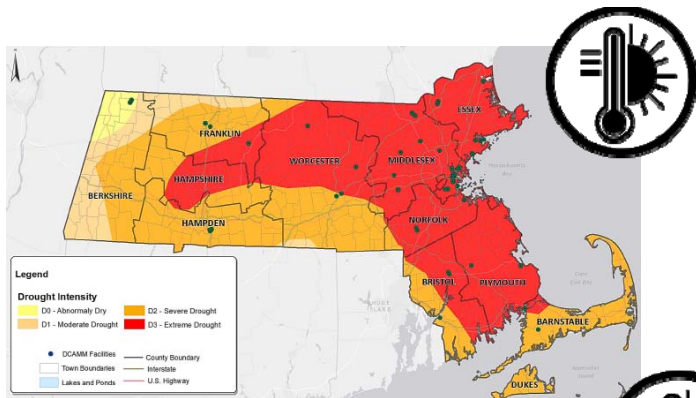 ESSEX
FRANKLIN
WORCESTER
MIDDLESEX
HAMPSHIRE
BERKSHIRE
HAMPDEN
NORFOLK
BRISTOL
PLYMOUTH
BARNSTABLE
DUKES
Legend
Drought Intensity
D0 - Abnormaly Dry
D2 - Severe Drought
D1 - Moderate Drought
D3 - Extreme Drought
DCAMM Facilities
County Boundary
Town Boundaries
Interstate
Lakes and Ponds
U.S. Highway